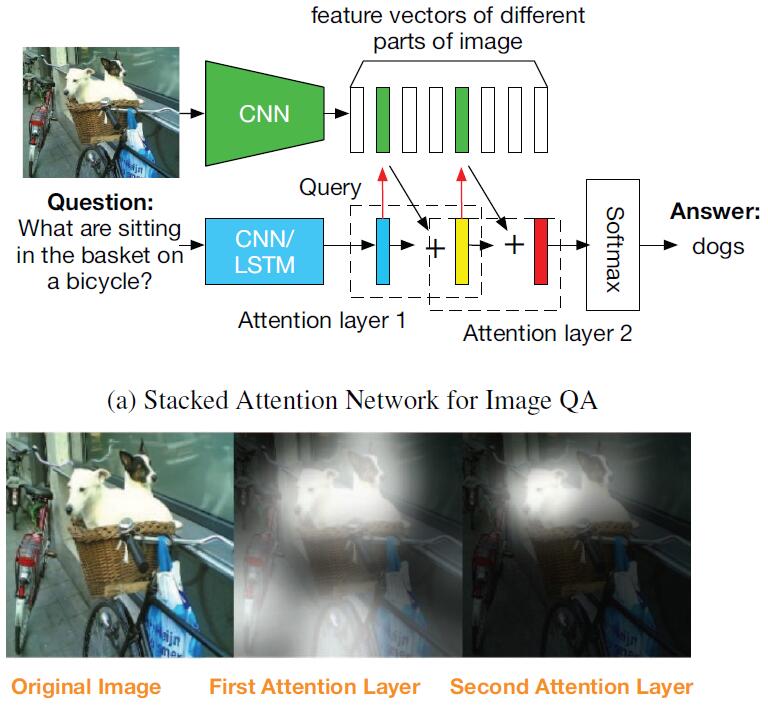 feature vectors of different
parts of image
CNN
Question:
What are sitting
in the basket on
a bicycle?
Query
CNN/
LSTM
+
+
Softmax
Answer:
dogs
Attention layer 1
Attention layer 2
(a) Stacked Attention Network for Image QA
Original Image
First Attention Layer
Second Attention Layer